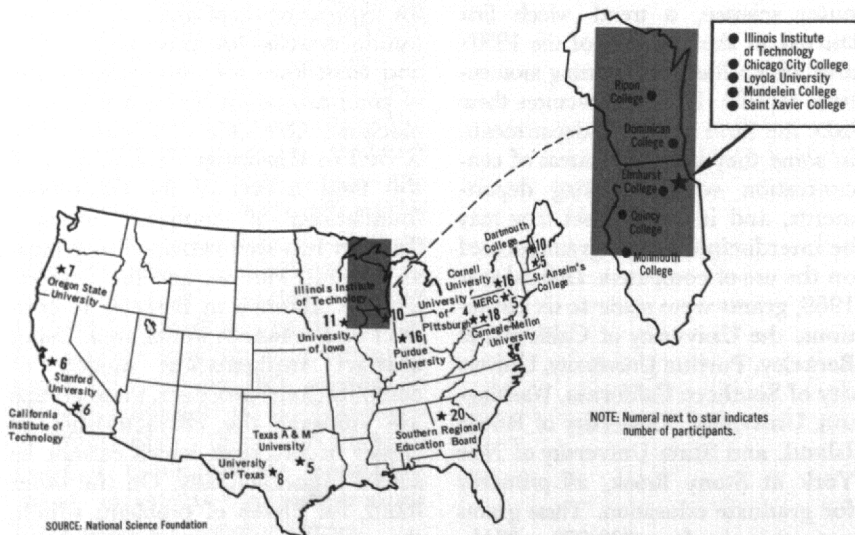 Illinois Institute
of Technology
Chicago City College
Loyola University
Mundelein College
Saint Xavier College
Ripon
College
Dominican
College
Elmhurst
College
Quincy
College
Monmouth
College
7
Oregon State
University
6
Stanford
University
6
California
Institute of
Technology
Illinois Institute
of Technology
10
11
University
of Iowa
16
Purdue
University
Dartmouth
College
10
5
St. Anselm's
College
Cornell
University
16
MERC
5
University
of
Pittsburgh
4
18
Carnegie-Mellon
University
20
Southern Regional
Education Board
Texas A & M
University
5
University
of Texas
NOTE: Numeral next to star indicates
number of participants.
SOURCE: National Science Foundation